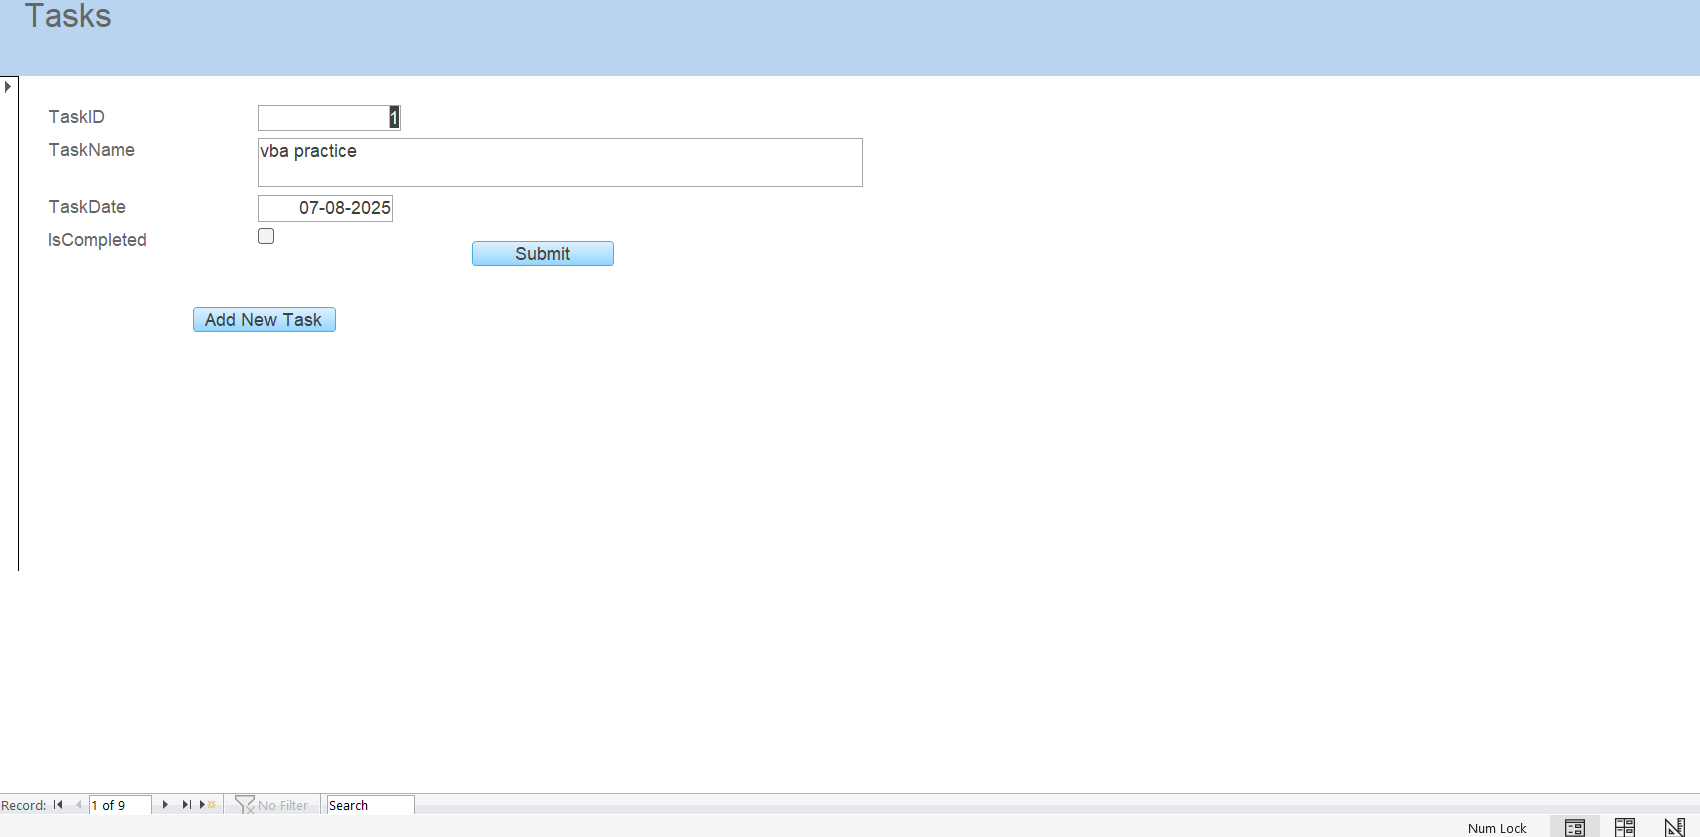 Tasks
TaskID 1
TaskName vba practice
TaskDate 07-08-2025
IsCompleted
Submit
Add New Task
Record: 1 of 9 No Filter Search
Num Lock